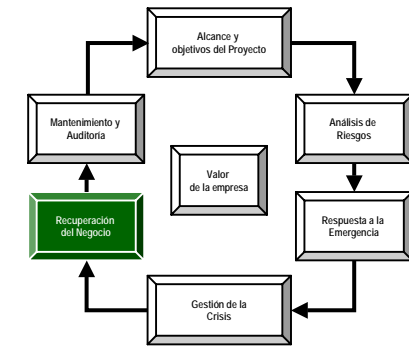 Alcance y
objetivos del Proyecto
Mantenimiento y
Auditoría
Análisis de
Riesgos
Valor
de la empresa
Recuperación
del Negocio
Respuesta a la
Emergencia
Gestión de la
Crisis